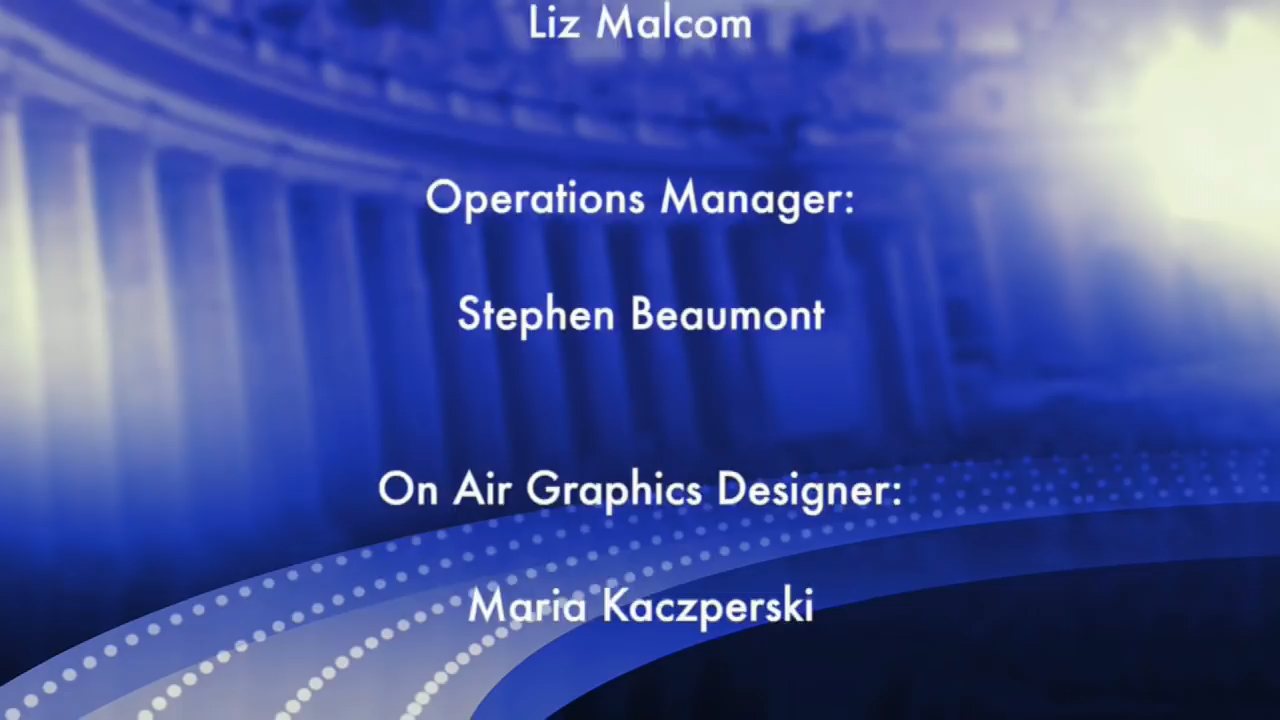 Liz Malcom
Operations Manager:
Stephen Beaumont
On Air Graphics Designer:
Maria Kaczperski